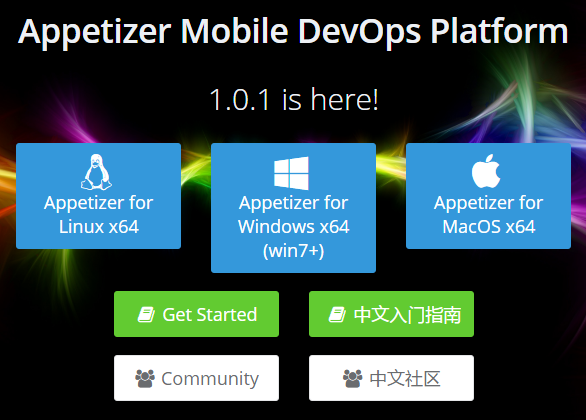 Appetizer Mobile DevOps Platform
1.0.1 is here!
Appetizer for
Linux x64
Appetizer for
Windows x64
(win7+)
Appetizer for
MacOS x64
Get Started
中文入门指南
Community
中文社区